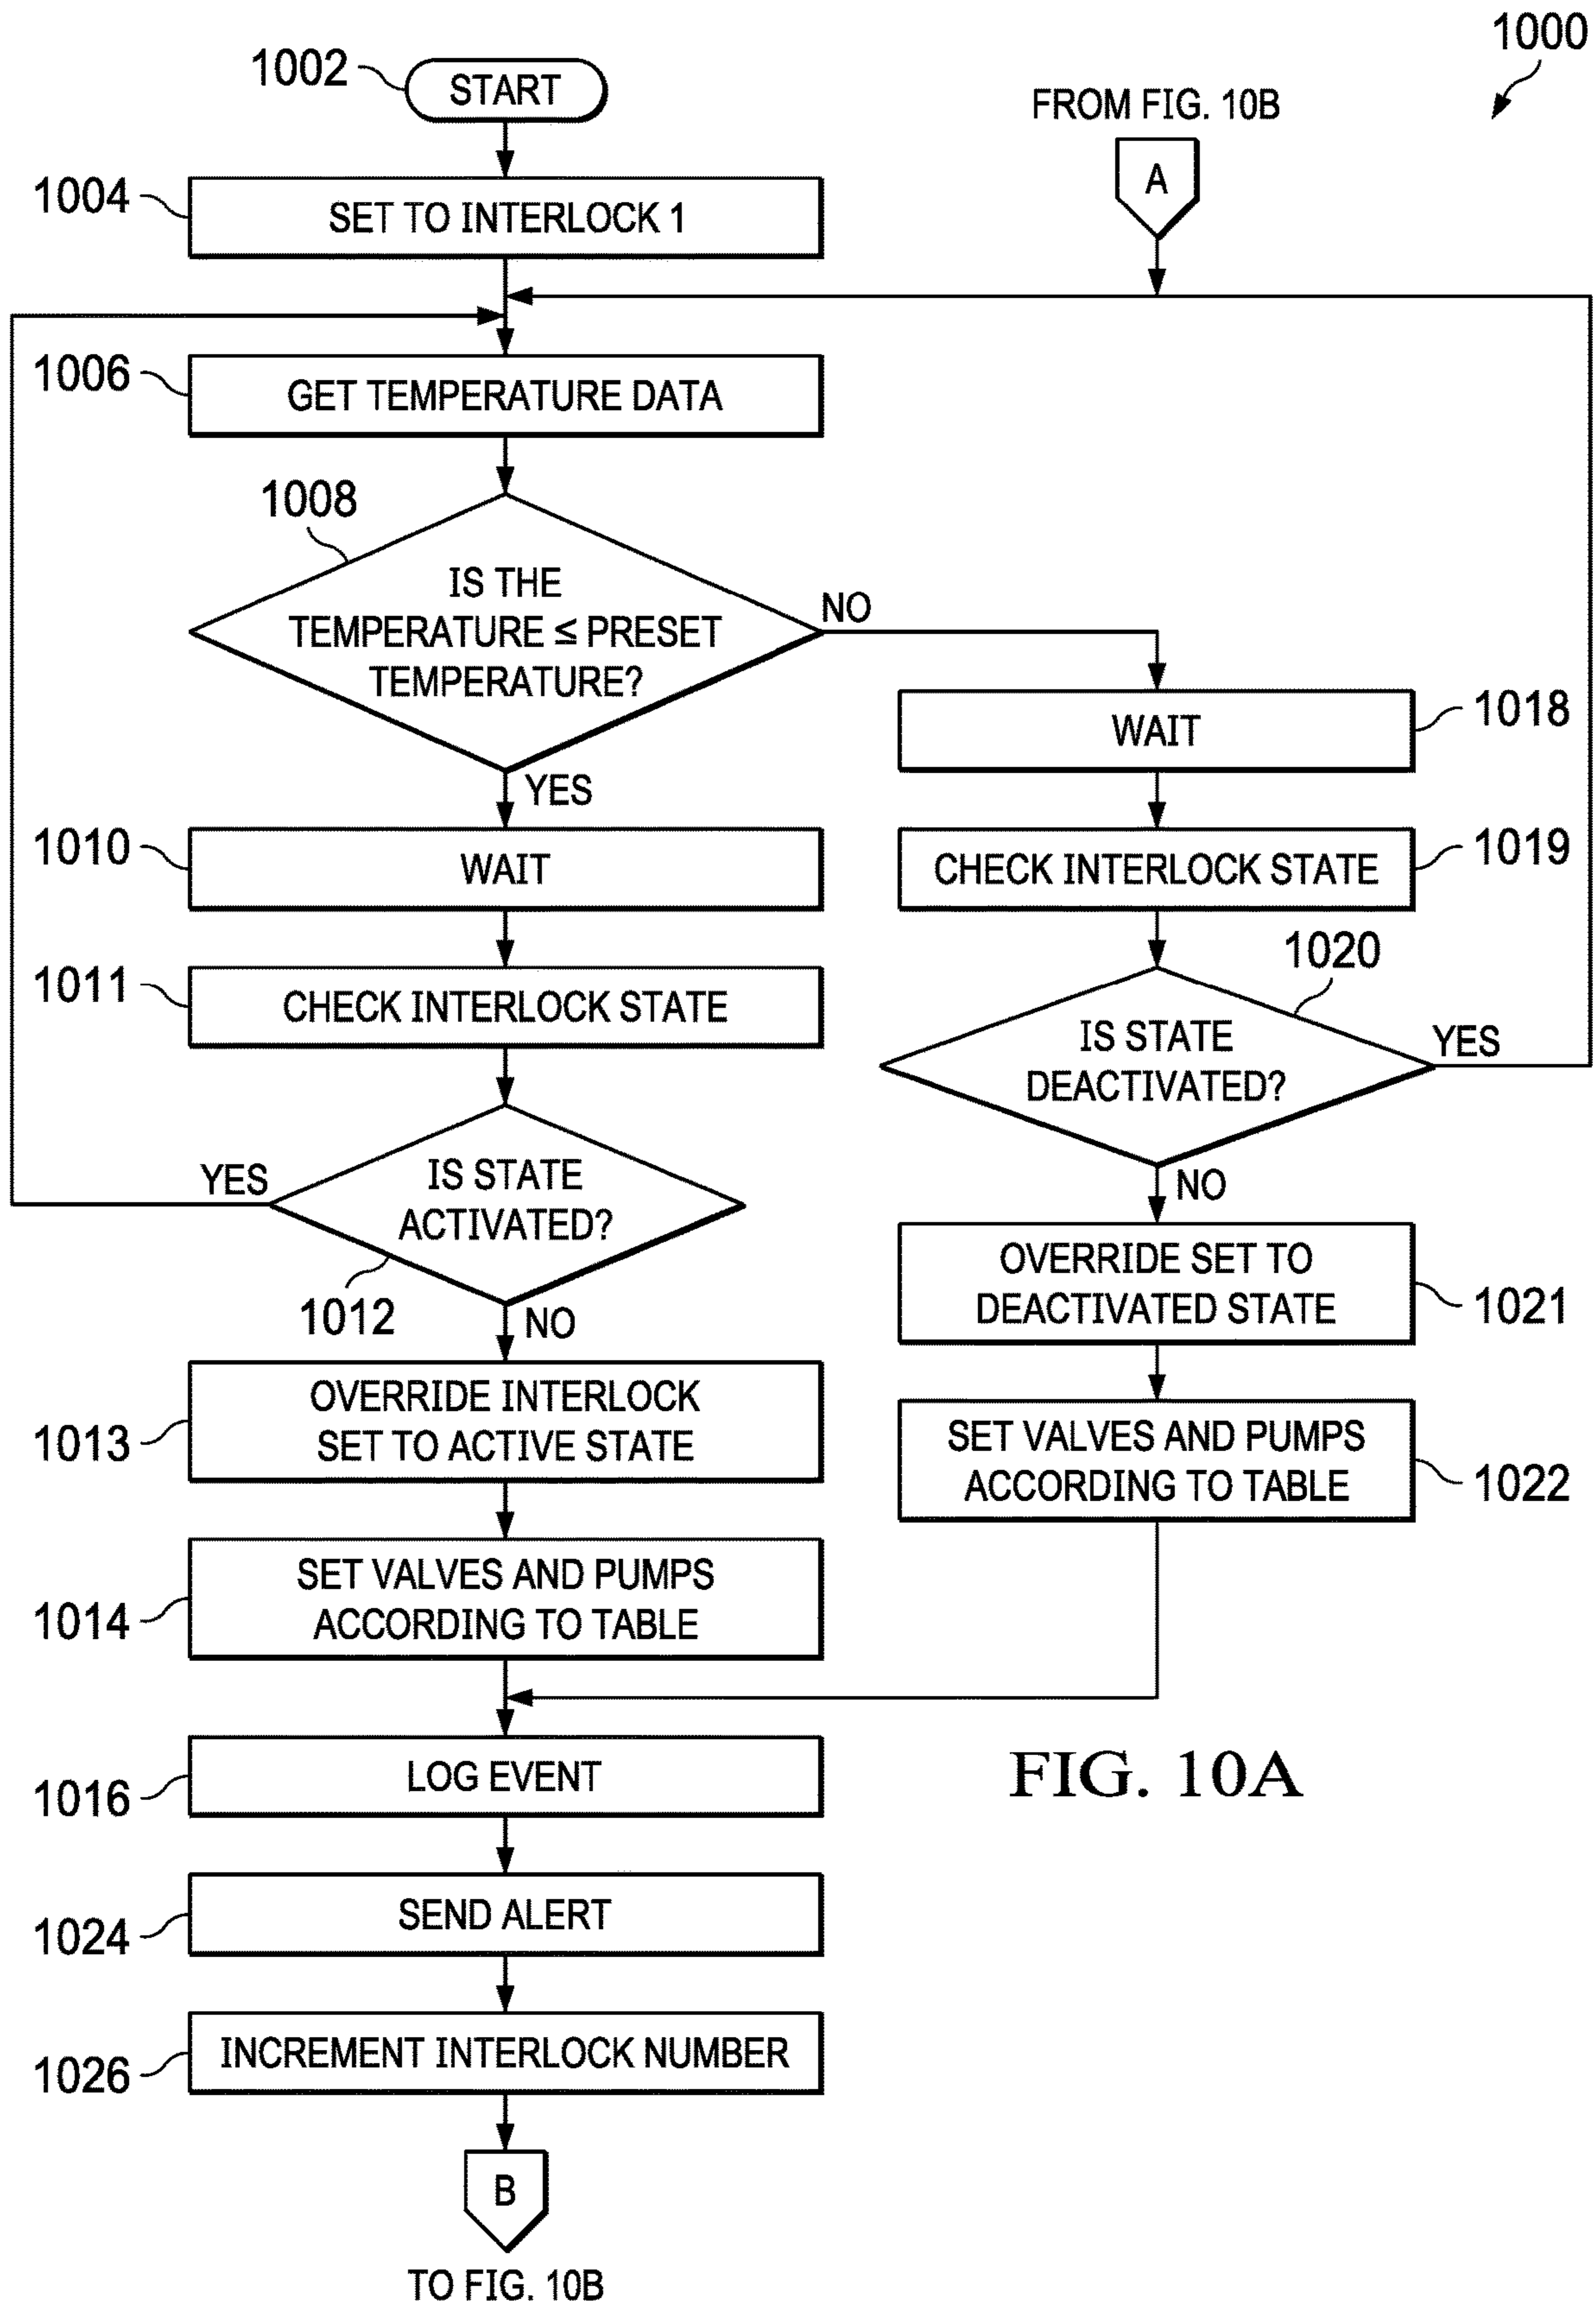 1000
1002
START
FROM FIG. 10B
A
1004
SET TO INTERLOCK 1
1006
GET TEMPERATURE DATA
1008
IS THE
TEMPERATURE ≤ PRESET
TEMPERATURE?
NO
YES
1018
WAIT
1010
WAIT
1019
CHECK INTERLOCK STATE
1011
CHECK INTERLOCK STATE
1020
IS STATE
DEACTIVATED?
YES
NO
YES
IS STATE
ACTIVATED?
1012
NO
OVERRIDE SET TO
DEACTIVATED STATE
1021
1013
OVERRIDE INTERLOCK
SET TO ACTIVE STATE
SET VALVES AND PUMPS
ACCORDING TO TABLE
1022
1014
SET VALVES AND PUMPS
ACCORDING TO TABLE
1016
LOG EVENT
FIG. 10A
1024
SEND ALERT
1026
INCREMENT INTERLOCK NUMBER
B
TO FIG. 10B